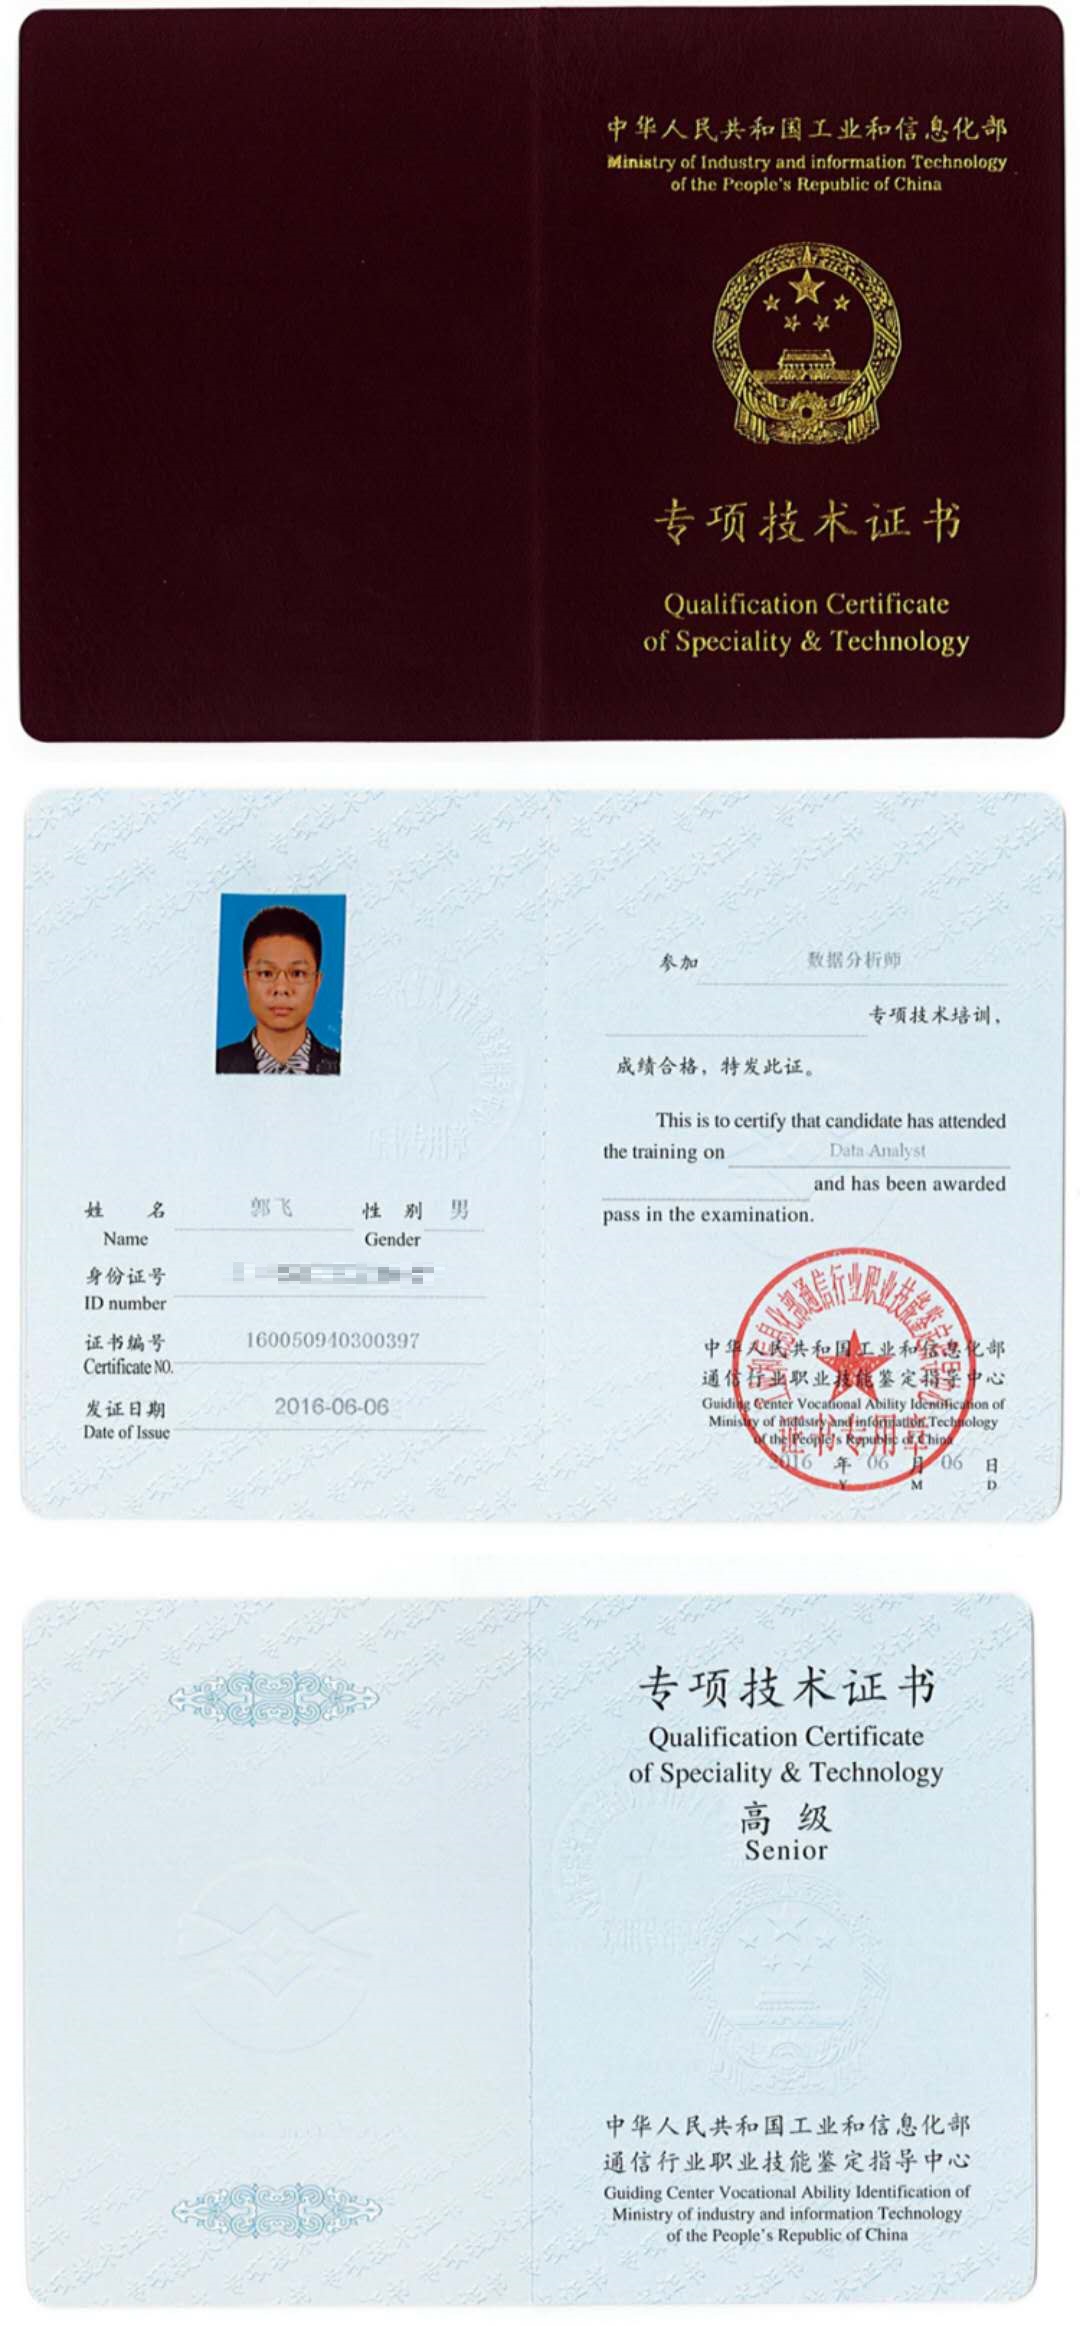 中华人民共和国工业和信息化部
Ministry of Industry and information Technology
of the People's Republic of China
专项技术证书
Qualification Certificate
of Speciality & Technology
姓 名 郭飞 性 别 男
Name Gender
身份证号
ID number
证书编号 160050940300397
Certificate NO.
发证日期 2016-06-06
Date of Issue
参加 数据分析师
专项技术培训，
成绩合格，特发此证。
This is to certify that candidate has attended
the training on Data Analyst
and has been awarded
pass in the examination.
中华人民共和国工业和信息化部
通信行业职业技能鉴定指导中心
Guiding Center Vocational Ability Identification of
Ministry of industry and information Technology
of the People's Republic of China
证书专用章
2016 年 06 月 06 日
Y M D
专项技术证书
Qualification Certificate
of Speciality & Technology
高 级
Senior
中华人民共和国工业和信息化部
通信行业职业技能鉴定指导中心
Guiding Center Vocational Ability Identification of
Ministry of industry and information Technology
of the People's Republic of China